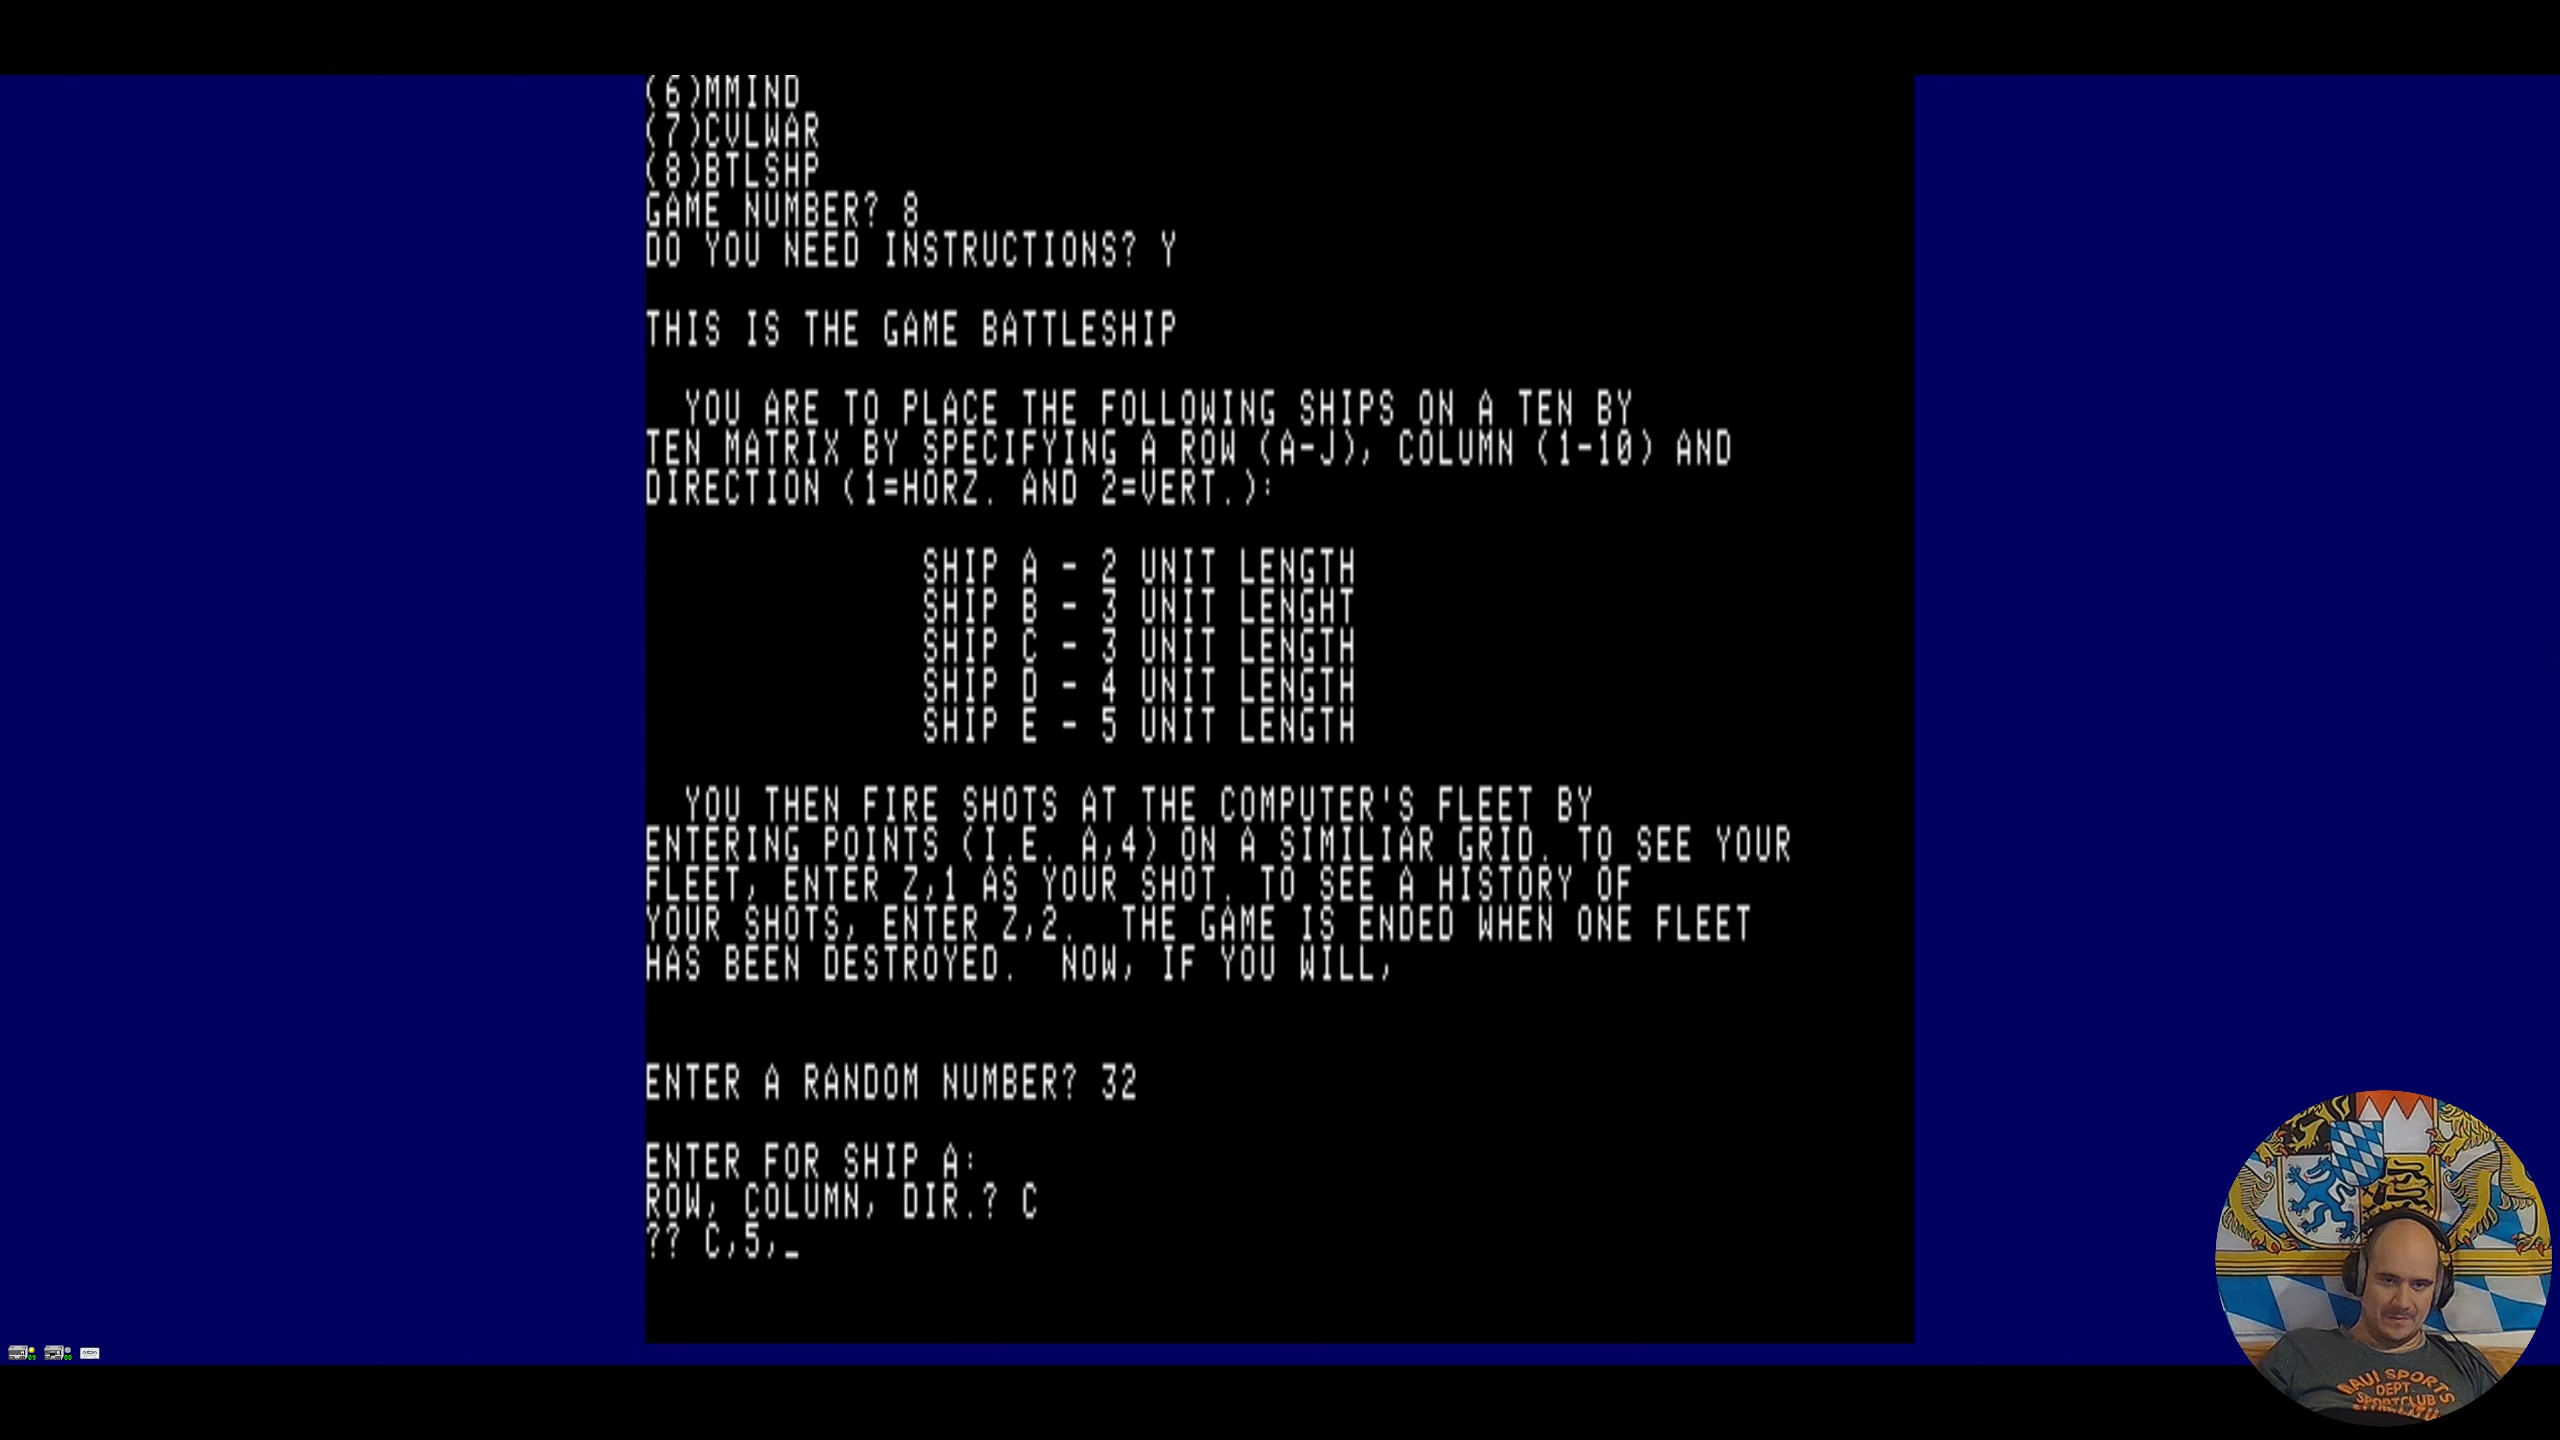 (6)MMIND
(7)CVLWAR
(8)BTLSHP
GAME NUMBER? 8
DO YOU NEED INSTRUCTIONS? Y
THIS IS THE GAME BATTLESHIP
YOU ARE TO PLACE THE FOLLOWING SHIPS ON A TEN BY
TEN MATRIX BY SPECIFYING A ROW (A-J), COLUMN (1-10) AND
DIRECTION (1=HORZ. AND 2=VERT.):
SHIP A - 2 UNIT LENGTH
SHIP B - 3 UNIT LENGHT
SHIP C - 3 UNIT LENGTH
SHIP D - 4 UNIT LENGTH
SHIP E - 5 UNIT LENGTH
YOU THEN FIRE SHOTS AT THE COMPUTER'S FLEET BY
ENTERING POINTS (I.E. A,4) ON A SIMILIAR GRID. TO SEE YOUR
FLEET, ENTER Z,1 AS YOUR SHOT. TO SEE A HISTORY OF
YOUR SHOTS, ENTER Z,2.  THE GAME IS ENDED WHEN ONE FLEET
HAS BEEN DESTROYED.  NOW, IF YOU WILL,
ENTER A RANDOM NUMBER? 32
ENTER FOR SHIP A:
ROW, COLUMN, DIR.? C
?? C,5,_
MAUI SPORTS
DEPT.
SPORTCLUB